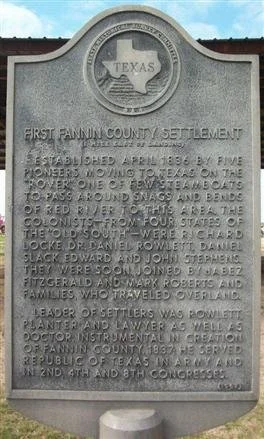 TEXAS
FIRST FANNIN COUNTY SETTLEMENT
ESTABLISHED APRIL 1836 BY FIVE
PIONEERS MOVING TO TEXAS ON THE
"ROVER," ONE OF FEW STEAMBOATS
TO PASS AROUND SNAGS AND BENDS
OF RED RIVER TO THIS AREA. THE
COLONISTS FROM FOUR STATES OF
THE "OLD SOUTH"—WERE RICHARD
LOCKE, DR. DANIEL ROWLETT, DANIEL
SLACK, EDWARD AND JOHN STEPHENS.
THEY WERE SOON JOINED BY JABEZ
FITZGERALD AND MARK ROBERTS AND
FAMILIES, WHO TRAVELED OVERLAND.
LEADER OF SETTLERS WAS ROWLETT,
PLANTER AND LAWYER AS WELL AS
DOCTOR. INSTRUMENTAL IN CREATION
OF FANNIN COUNTY, 1837, HE SERVED
REPUBLIC OF TEXAS IN ARMY AND
IN 2ND, 4TH AND 8TH CONGRESSES.